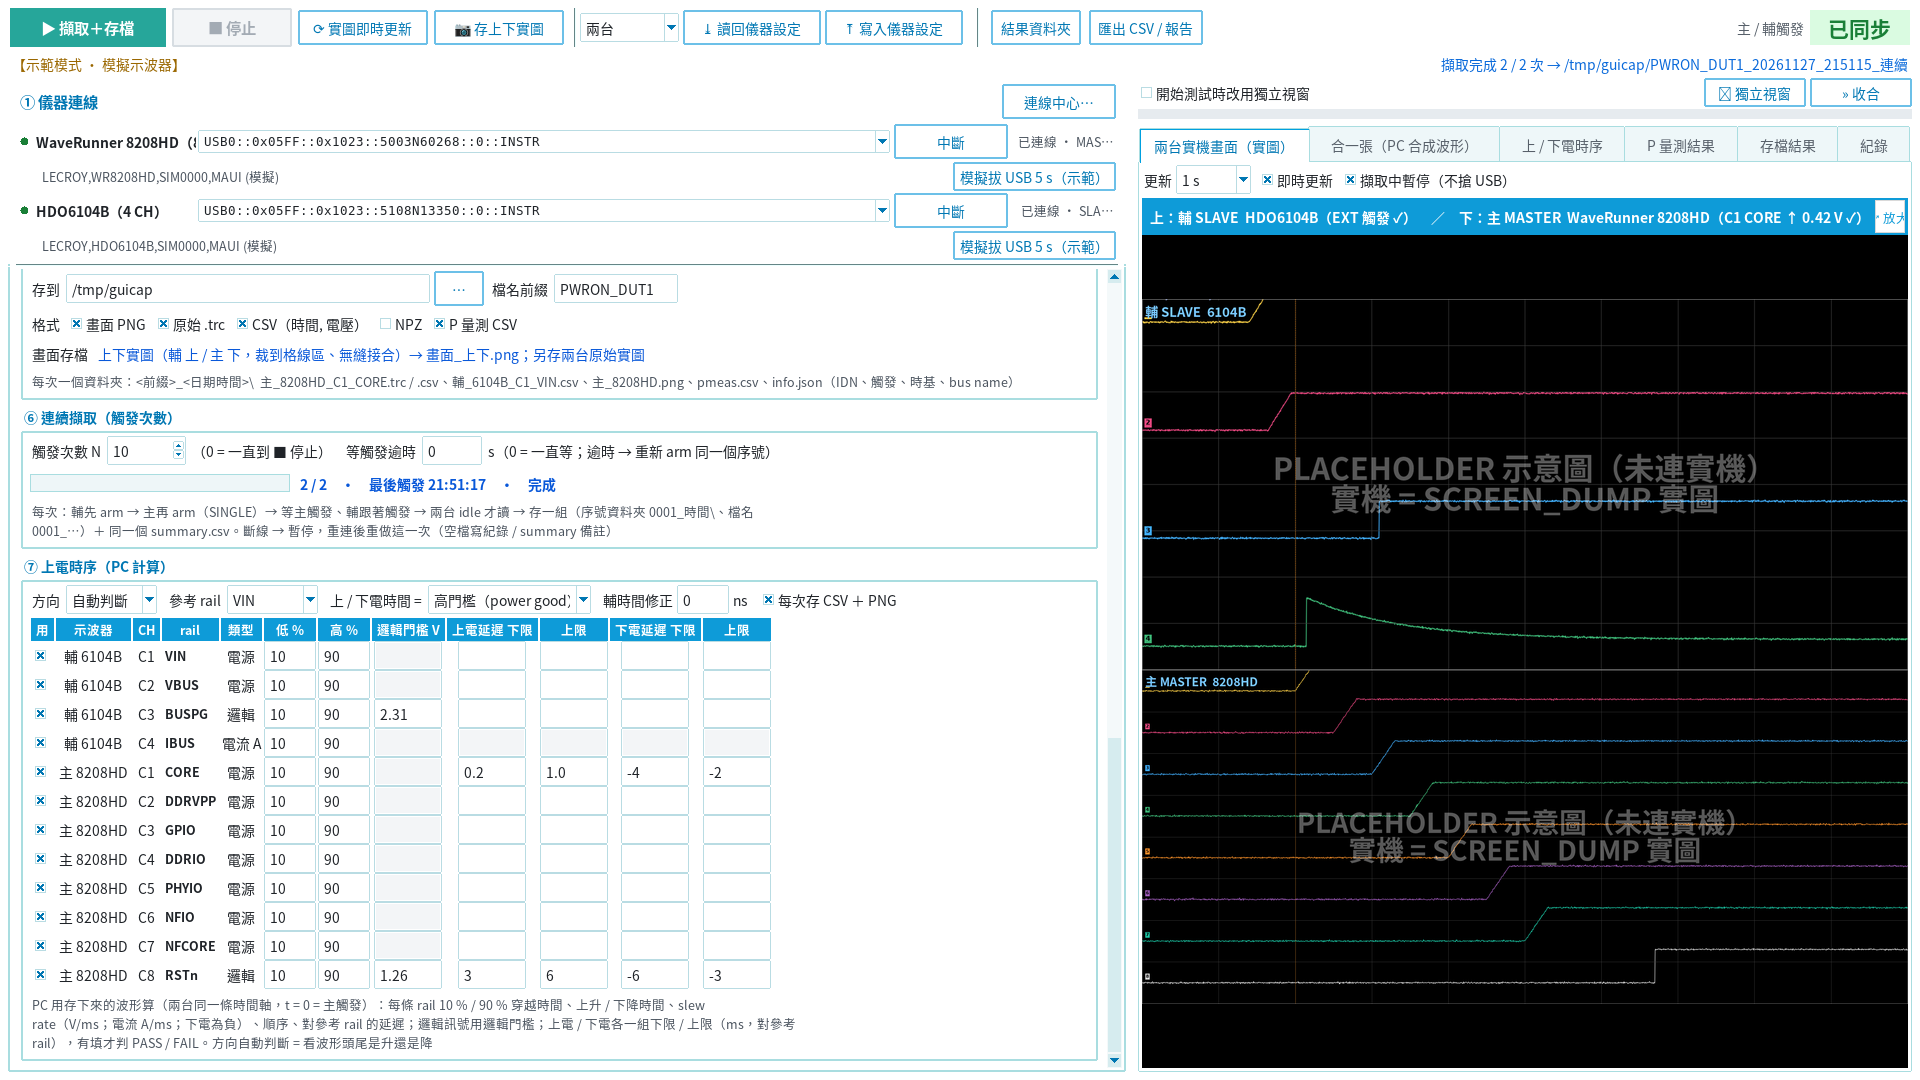 ▶ 擷取＋存檔
■ 停止
⟳ 實圖即時更新
📷 存上下實圖
兩台
⤓ 讀回儀器設定
⤒ 寫入儀器設定
結果資料夾
匯出 CSV / 報告
主 / 輔觸發
已同步
【示範模式 · 模擬示波器】
擷取完成 2 / 2 次 → /tmp/guicap/PWRON_DUT1_20261127_215115_連續
① 儀器連線
連線中心⋯
WaveRunner 8208HD（
USB0::0x05FF::0x1023::5003N60268::0::INSTR
中斷
已連線 · MAS⋯
LECROY,WR8208HD,SIM0000,MAUI (模擬)
模擬拔 USB 5 s（示範）
HDO6104B（4 CH）
USB0::0x05FF::0x1023::5108N13350::0::INSTR
中斷
已連線 · SLA⋯
LECROY,HDO6104B,SIM0000,MAUI (模擬)
模擬拔 USB 5 s（示範）
存到
/tmp/guicap
⋯
檔名前綴
PWRON_DUT1
格式 畫面 PNG 原始 .trc CSV（時間, 電壓） NPZ P 量測 CSV
畫面存檔 上下實圖（輔 上 / 主 下，裁到格線區、無縫接合）→ 畫面_上下.png；另存兩台原始實圖
每次一個資料夾：<前綴>_<日期時間>\ 主_8208HD_C1_CORE.trc / .csv、輔_6104B_C1_VIN.csv、主_8208HD.png、pmeas.csv、info.json（IDN、觸發、時基、bus name）
⑥ 連續擷取（觸發次數）
觸發次數 N 10 （0 = 一直到 ■ 停止） 等觸發逾時 0 s（0 = 一直等；逾時 → 重新 arm 同一個序號）
2 / 2 · 最後觸發 21:51:17 · 完成
每次：輔先 arm → 主再 arm（SINGLE）→ 等主觸發、輔跟著觸發 → 兩台 idle 才讀 → 存一組（序號資料夾 0001_時間\、檔名
0001_⋯）＋ 同一個 summary.csv。斷線 → 暫停，重連後重做這一次（空檔寫紀錄 / summary 備註）
⑦ 上電時序（PC 計算）
方向 自動判斷 參考 rail VIN 上 / 下電時間 = 高門檻（power good） 輔時間修正 0 ns 每次存 CSV ＋ PNG
用 示波器 CH rail 類型 低 % 高 % 邏輯門檻 V 上電延遲 下限 上限 下電延遲 下限 上限
輔 6104B C1 VIN 電源 10 90
輔 6104B C2 VBUS 電源 10 90
輔 6104B C3 BUSPG 邏輯 10 90 2.31
輔 6104B C4 IBUS 電流 A 10 90
主 8208HD C1 CORE 電源 10 90 0.2 1.0 -4 -2
主 8208HD C2 DDRVPP 電源 10 90
主 8208HD C3 GPIO 電源 10 90
主 8208HD C4 DDRIO 電源 10 90
主 8208HD C5 PHYIO 電源 10 90
主 8208HD C6 NFIO 電源 10 90
主 8208HD C7 NFCORE 電源 10 90
主 8208HD C8 RSTn 邏輯 10 90 1.26 3 6 -6 -3
PC 用存下來的波形算（兩台同一條時間軸，t = 0 = 主觸發）：每條 rail 10 % / 90 % 穿越時間、上升 / 下降時間、slew
rate（V/ms；電流 A/ms；下電為負）、順序、對參考 rail 的延遲；邏輯訊號用邏輯門檻；上電 / 下電各一組下限 / 上限（ms，對參考
rail），有填才判 PASS / FAIL。方向自動判斷 = 看波形頭尾是升還是降
開始測試時改用獨立視窗
獨立視窗
» 收合
兩台實機畫面（實圖）
合一張（PC 合成波形）
上 / 下電時序
P 量測結果
存檔結果
紀錄
更新 1 s 即時更新 擷取中暫停（不搶 USB）
上：輔 SLAVE HDO6104B（EXT 觸發 ✓） ／ 下：主 MASTER WaveRunner 8208HD（C1 CORE ↑ 0.42 V ✓）
輔 SLAVE 6104B
2
PLACEHOLDER 示意圖（未連實機）
實機 = SCREEN_DUMP 實圖
3
4
主 MASTER 8208HD
PLACEHOLDER 示意圖（未連實機）
實機 = SCREEN_DUMP 實圖